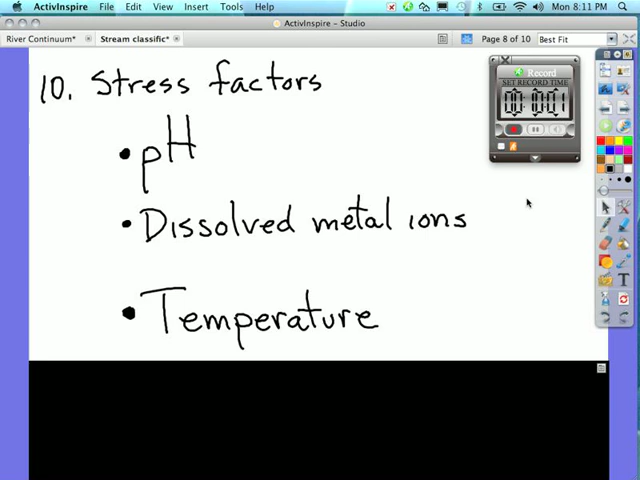 ActivInspire File Edit View Insert Tools Help Mon 8:11 PM
ActivInspire - Studio
River Continuum* Stream classific* Page 8 of 10 Best Fit
10. Stress factors
• pH
• Dissolved metal ions
• Temperature
Record
SET RECORD TIME
00:00:01
T